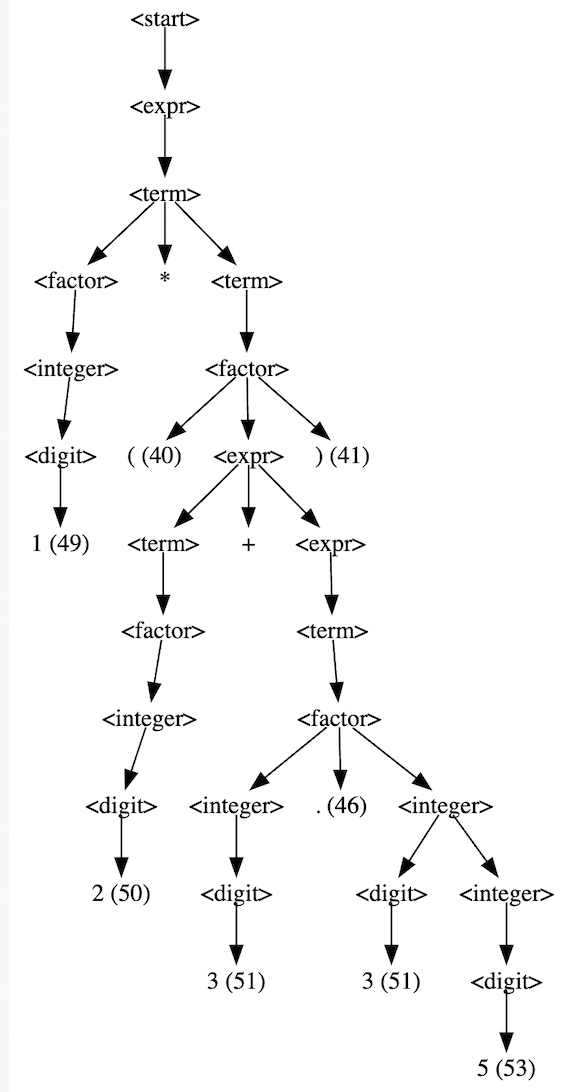 <start>
<expr>
<term>
<factor> * <term>
<integer> <factor>
<digit> ( (40) <expr> ) (41)
1 (49) <term> + <expr>
<factor> <term>
<integer> <factor>
<digit> <integer> . (46) <integer>
2 (50) <digit> <digit> <integer>
3 (51) 3 (51) <digit>
5 (53)